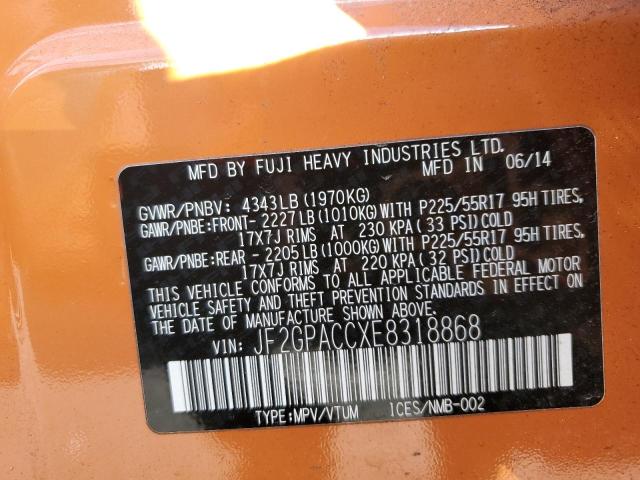 MFD BY FUJI HEAVY INDUSTRIES LTD.
MFD IN 06/14
GVWR/PNBV: 4343LB (1970KG)
GAWR/PNBE:FRONT-2227LB(1010KG)WITH P225/55R17 95H TIRES,
17X7J RIMS AT 230 KPA( 33 PSI)COLD
GAWR/PNBE:REAR -2205LB(1000KG)WITH P225/55R17 95H TIRES,
17X7J RIMS AT 220 KPA( 32 PSI)COLD
THIS VEHICLE CONFORMS TO ALL APPLICABLE FEDERAL MOTOR
VEHICLE SAFETY AND THEFT PREVENTION STANDARDS IN EFFECT ON
THE DATE OF MANUFACTURE SHOWN ABOVE.
VIN: JF2GPACCXE8318868
TYPE:MPV/VTUM ICES/NMB-002